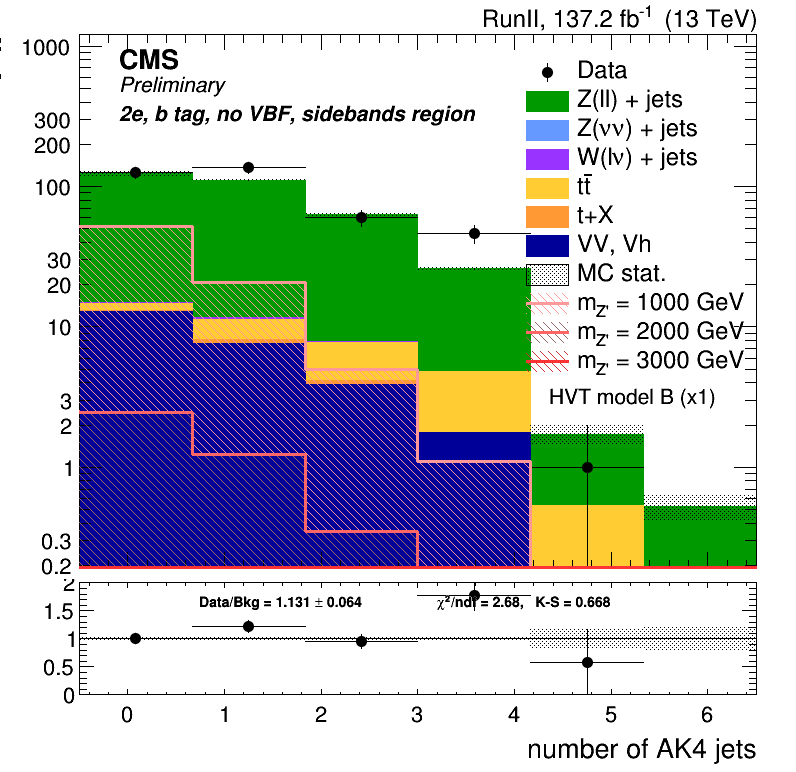 RunII, 137.2 fb⁻¹ (13 TeV)
CMS
Preliminary
2e, b tag, no VBF, sidebands region
Data
Z(ll) + jets
Z(νν) + jets
W(lν) + jets
tt̄
t+X
VV, Vh
MC stat.
m_Z' = 1000 GeV
m_Z' = 2000 GeV
m_Z' = 3000 GeV
HVT model B (x1)
1000
300
200
100
30
20
10
3
2
1
0.3
0.2
Data/Bkg = 1.131 ± 0.064
χ²/ndf = 2.68, K-S = 0.668
2
1.5
1
0.5
0
0 1 2 3 4 5 6
number of AK4 jets